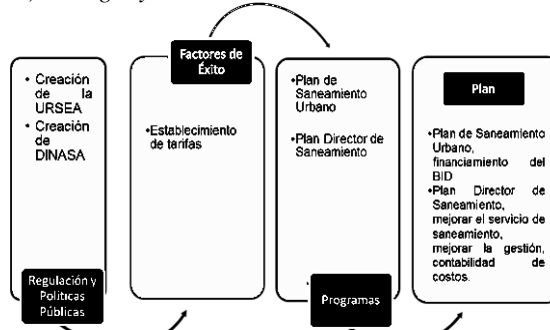 Factores de
Éxito
• Creación
de la
URSEA
• Creación
de
DINASA
Regulación y
Políticas
Públicas
•Establecimiento
de tarifas
•Plan de
Saneamiento
Urbano
•Plan Director de
Saneamiento
Programas
Plan
•Plan de Saneamiento
Urbano,
financiamiento del
BID
•Plan Director de
Saneamiento,
mejorar el servicio de
saneamiento,
mejorar la gestión,
contabilidad de
costos.